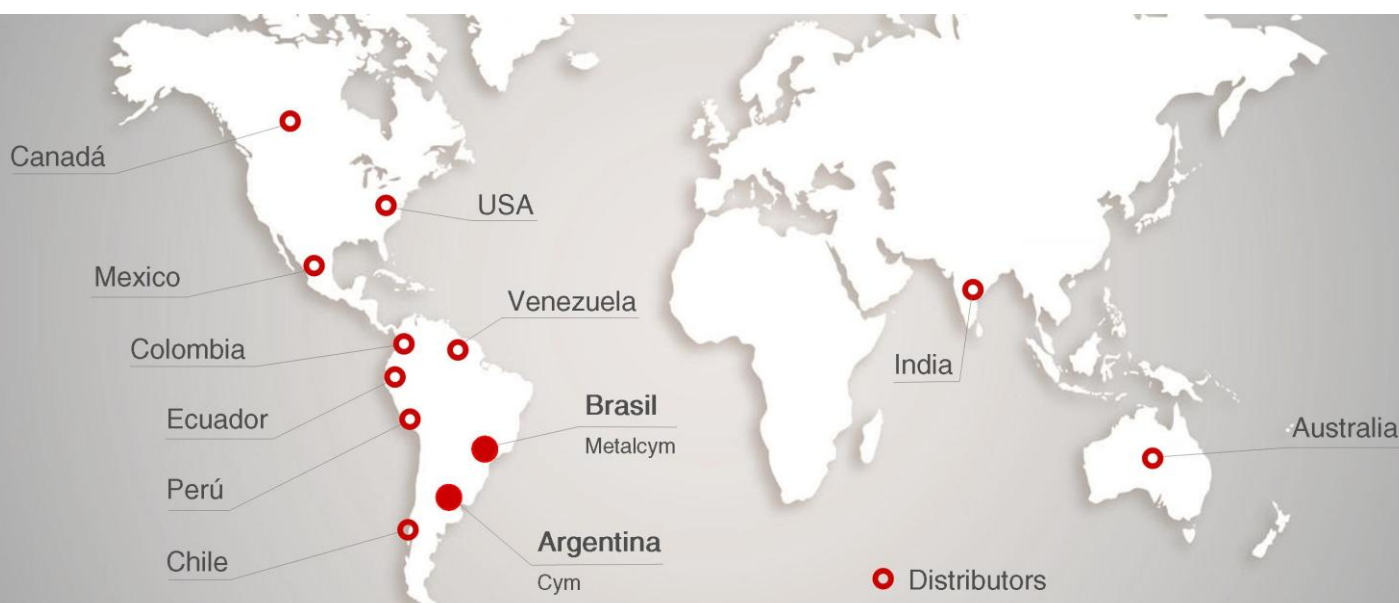 Canadá
USA
Mexico
Venezuela
Colombia
India
Ecuador
Brasil
Metalcym
Australia
Perú
Argentina
Cym
Chile
Distributors